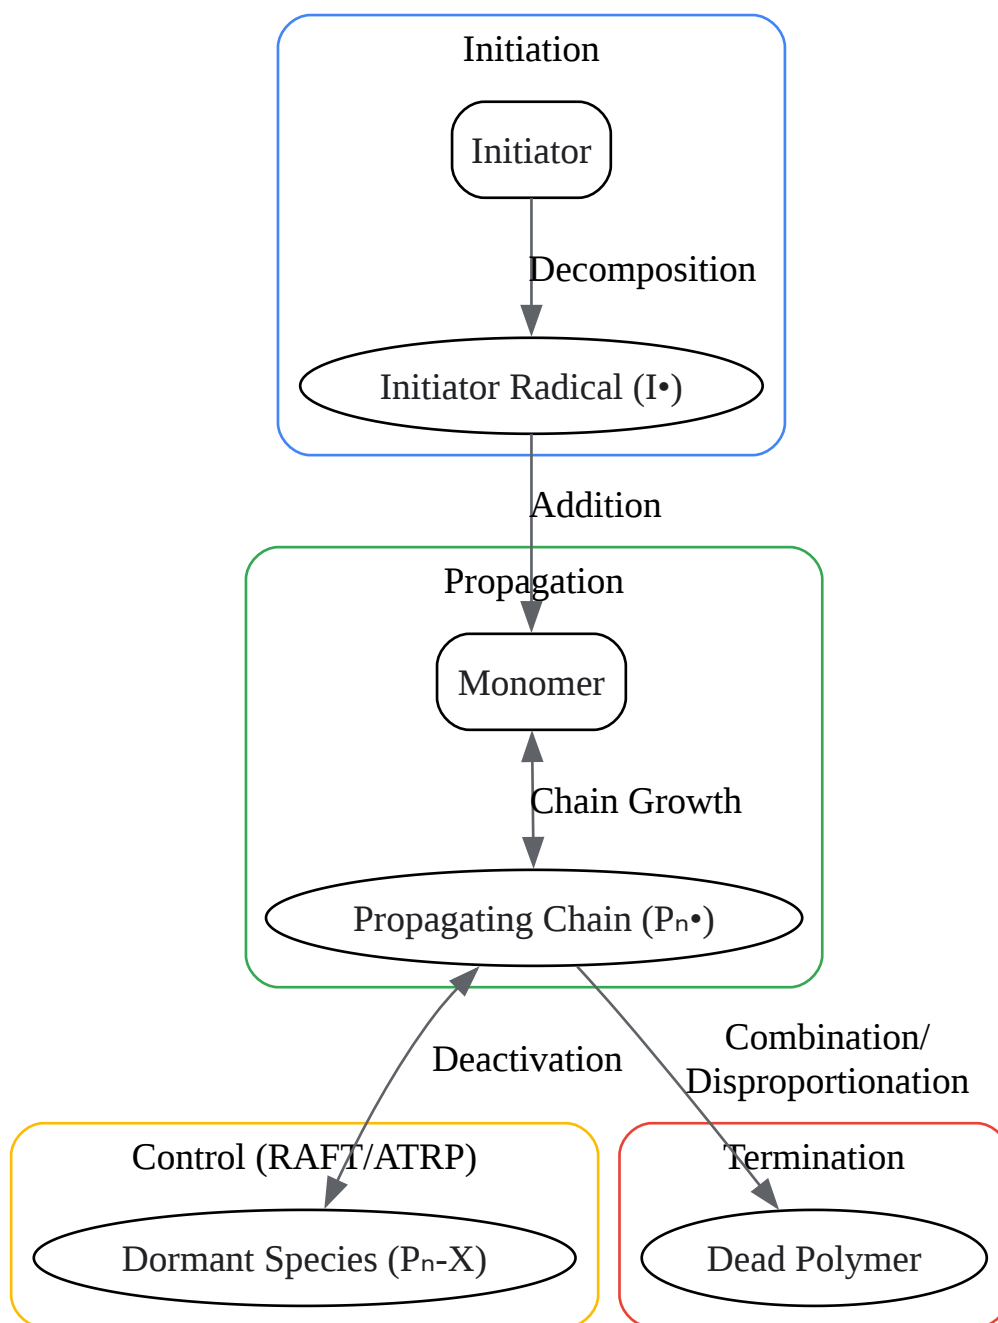 Initiation
Initiator
Decomposition
Initiator Radical (I•)
Addition
Propagation
Monomer
Chain Growth
Propagating Chain (Pₙ•)
Deactivation
Combination/
Disproportionation
Control (RAFT/ATRP)
Termination
Dormant Species (Pₙ-X)
Dead Polymer